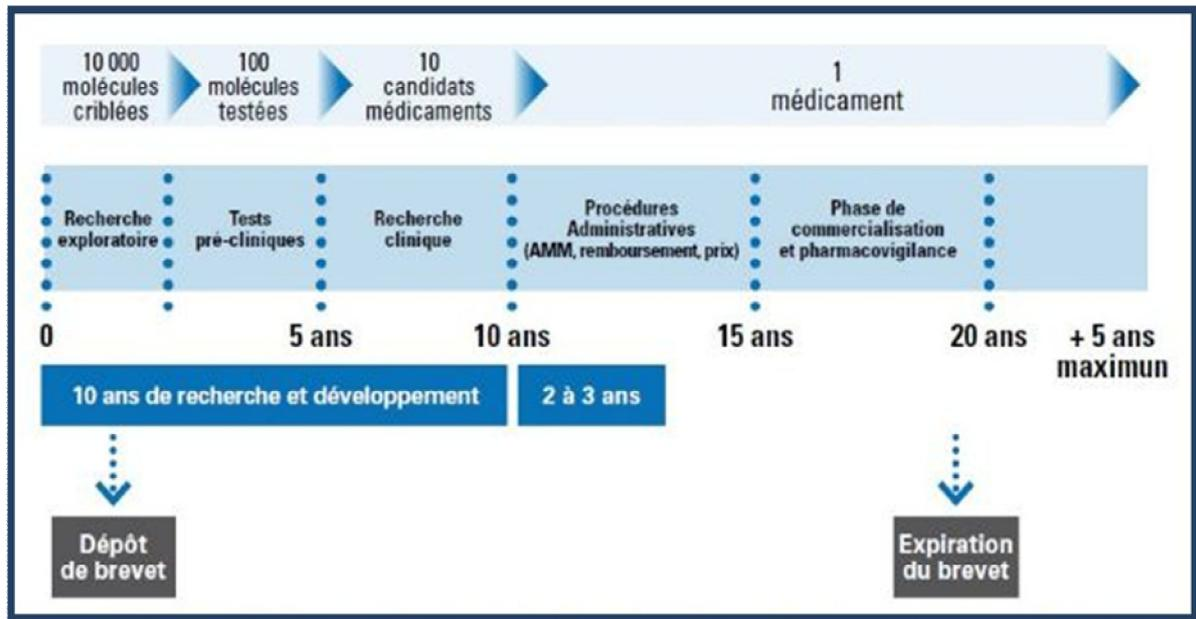 10 000
molécules
criblées
100
molécules
testées
10
candidats
médicaments
1
médicament
Recherche
exploratoire
Tests
pré-cliniques
Recherche
clinique
Procédures
Administratives
(AMM, remboursement, prix)
Phase de
commercialisation
et pharmacovigilance
0
5 ans
10 ans
15 ans
20 ans
+ 5 ans
maximun
10 ans de recherche et développement
2 à 3 ans
Dépôt
de brevet
Expiration
du brevet